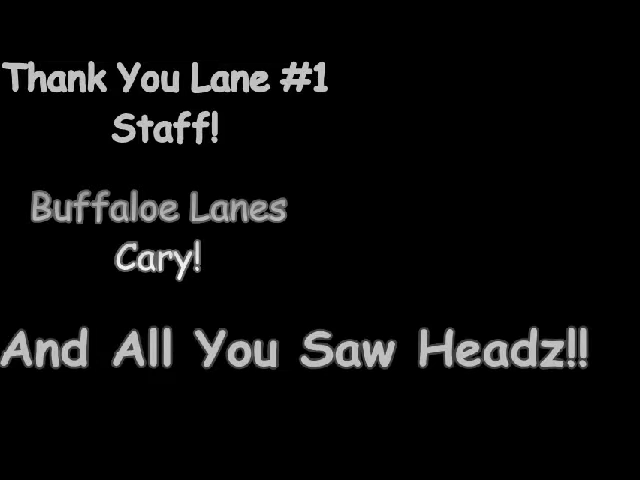 Thank You Lane #1
Staff!
Buffaloe Lanes
Cary!
And All You Saw Headz!!